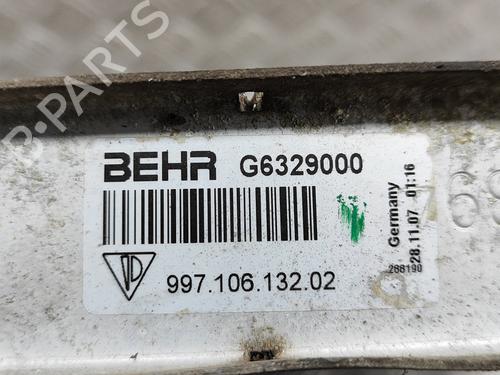 B-PARTS
BEHR G6329000
997.106.132.02
Germany
28.11.07 01:16
288190